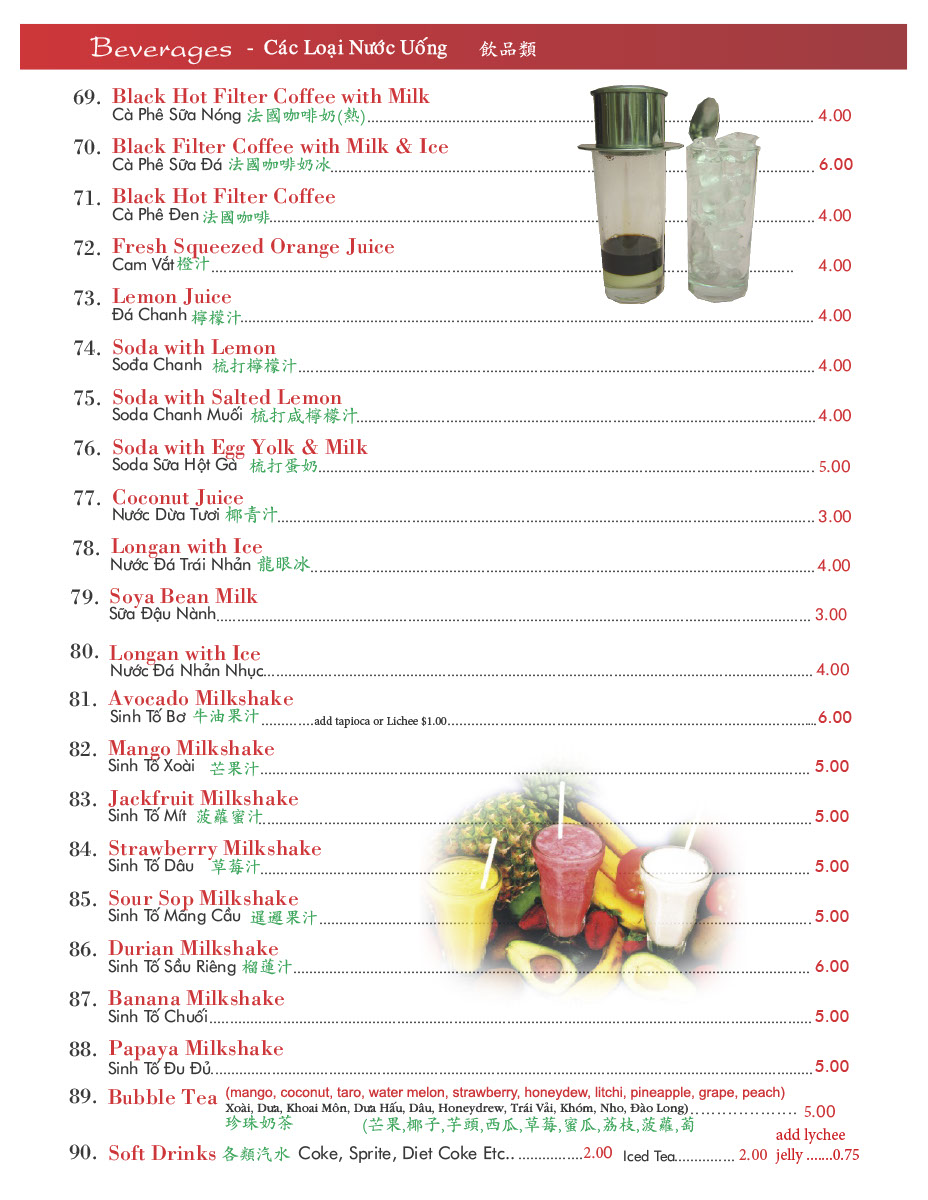 Beverages - Các Loại Nước Uống 飲品類
69. Black Hot Filter Coffee with Milk
Cà Phê Sữa Nóng 法國咖啡奶(熱) 4.00
70. Black Filter Coffee with Milk & Ice
Cà Phê Sữa Đá 法國咖啡奶冰 6.00
71. Black Hot Filter Coffee
Cà Phê Đen 法國咖啡 4.00
72. Fresh Squeezed Orange Juice
Cam Vắt 橙汁 4.00
73. Lemon Juice
Đá Chanh 檸檬汁 4.00
74. Soda with Lemon
Sođa Chanh 梳打檸檬汁 4.00
75. Soda with Salted Lemon
Soda Chanh Muối 梳打咸檸檬汁 4.00
76. Soda with Egg Yolk & Milk
Soda Sữa Hột Gà 梳打蛋奶 5.00
77. Coconut Juice
Nước Dừa Tươi 椰青汁 3.00
78. Longan with Ice
Nước Đá Trái Nhản 龍眼冰 4.00
79. Soya Bean Milk
Sữa Đậu Nành 3.00
80. Longan with Ice
Nước Đá Nhản Nhục 4.00
81. Avocado Milkshake
Sinh Tố Bơ 牛油果汁 add tapioca or Lichee $1.00 6.00
82. Mango Milkshake
Sinh Tố Xoài 芒果汁 5.00
83. Jackfruit Milkshake
Sinh Tố Mít 菠蘿蜜汁 5.00
84. Strawberry Milkshake
Sinh Tố Dâu 草莓汁 5.00
85. Sour Sop Milkshake
Sinh Tố Mãng Cầu 暹邏果汁 5.00
86. Durian Milkshake
Sinh Tố Sầu Riêng 榴蓮汁 6.00
87. Banana Milkshake
Sinh Tố Chuối 5.00
88. Papaya Milkshake
Sinh Tố Đu Đủ 5.00
89. Bubble Tea (mango, coconut, taro, water melon, strawberry, honeydew, litchi, pineapple, grape, peach)
Xoài, Dưa, Khoai Môn, Dưa Hấu, Dâu, Honeydrew, Trái Vải, Khóm, Nho, Đào Long) 5.00
珍珠奶茶 (芒果,椰子,芋頭,西瓜,草莓,蜜瓜,荔枝,菠蘿,萄
add lychee
90. Soft Drinks 各類汽水 Coke, Sprite, Diet Coke Etc.. 2.00 Iced Tea 2.00 jelly .......0.75